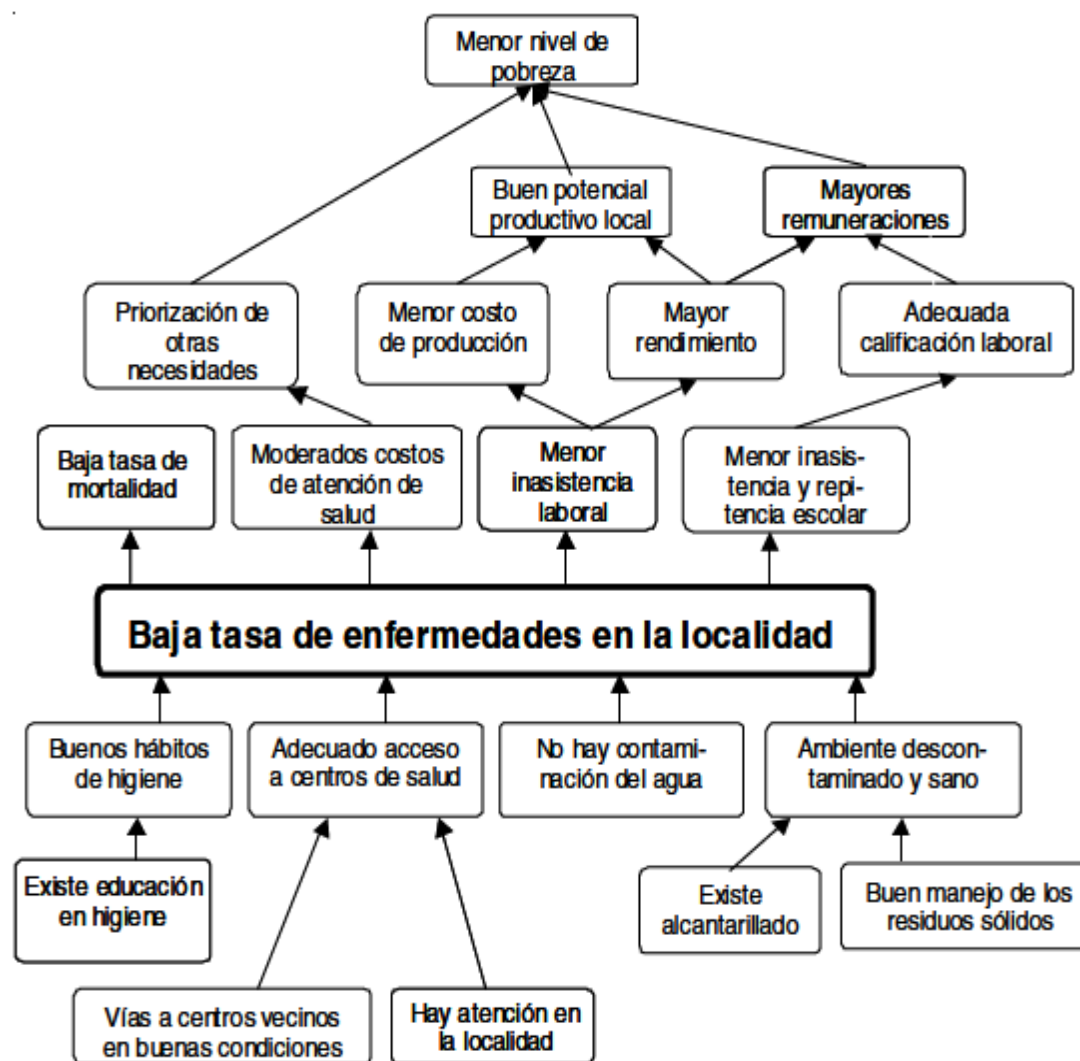 Menor nivel de
pobreza
Buen potencial
productivo local
Mayores
remuneraciones
Priorización de
otras
necesidades
Menor costo
de producción
Mayor
rendimiento
Adecuada
calificación laboral
Baja tasa de
mortalidad
Moderados costos
de atención de
salud
Menor
inasistencia
laboral
Menor inasis-
tencia y repi-
tencia escolar
Baja tasa de enfermedades en la localidad
Buenos hábitos
de higiene
Adecuado acceso
a centros de salud
No hay contami-
nación del agua
Ambiente descon-
taminado y sano
Existe educación
en higiene
Existe
alcantarillado
Buen manejo de los
residuos sólidos
Vías a centros vecinos
en buenas condiciones
Hay atención en
la localidad